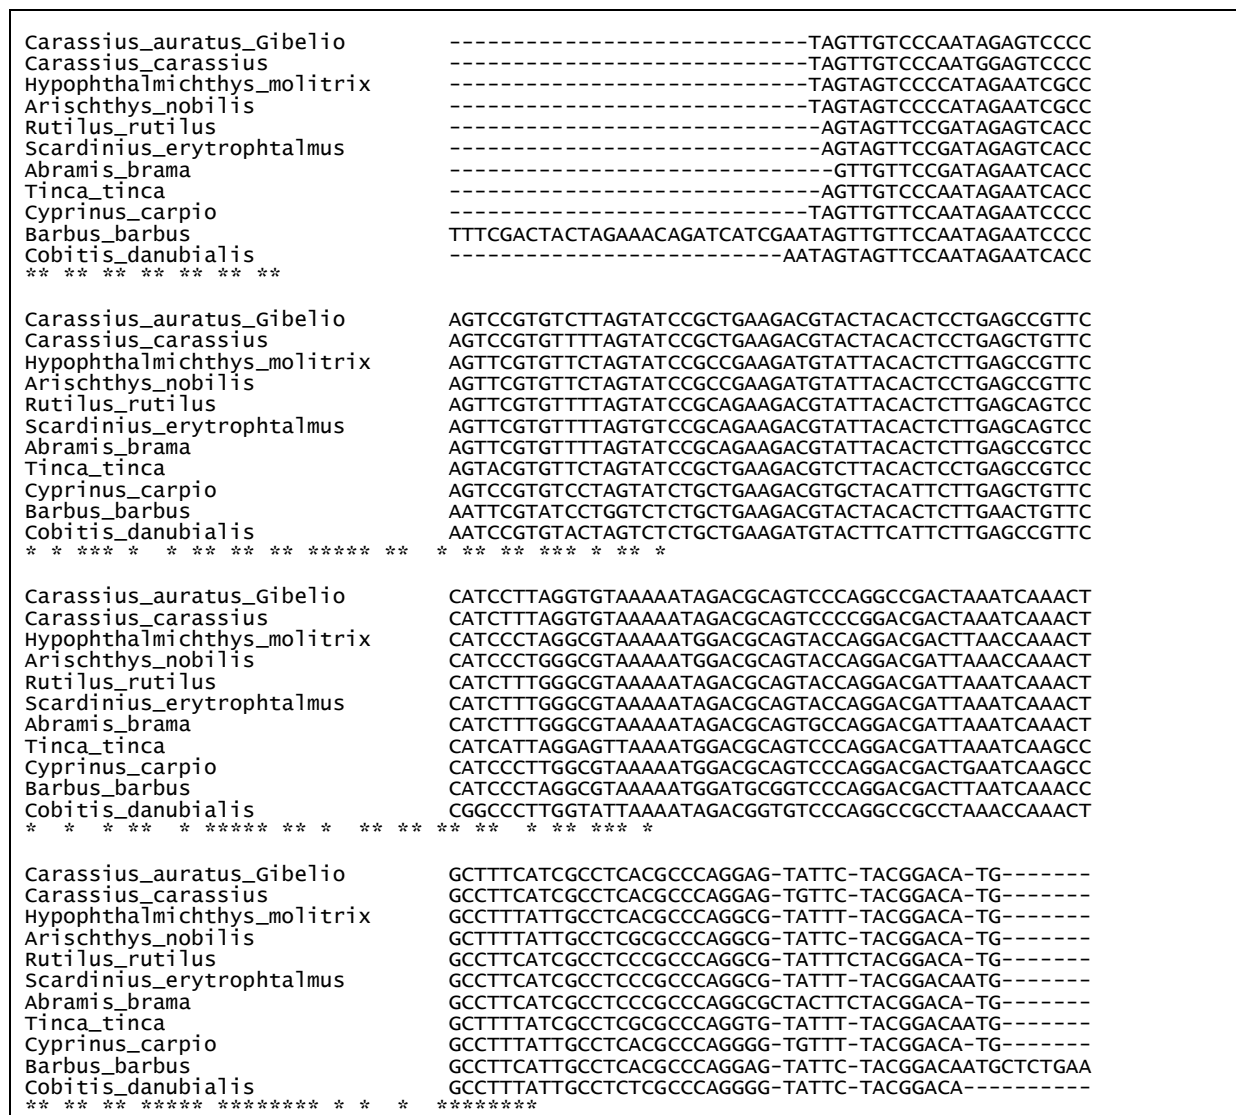 Carassius_auratus_Gibelio ----------------------------TAGTTGTCCCAATAGAGTCCCC
Carassius_carassius ----------------------------TAGTTGTCCCAATGGAGTCCCC
Hypophthalmichthys_molitrix ----------------------------TAGTAGTCCCCATAGAATCGCC
Arischthys_nobilis ----------------------------TAGTAGTCCCCATAGAATCGCC
Rutilus_rutilus -----------------------------AGTAGTTCCGATAGAGTCACC
Scardinius_erytrophtalmus -----------------------------AGTAGTTCCGATAGAGTCACC
Abramis_brama ------------------------------GTTGTTCCGATAGAATCACC
Tinca_tinca -----------------------------AGTTGTCCCAATAGAATCACC
Cyprinus_carpio ----------------------------TAGTTGTTCCAATAGAATCCCC
Barbus_barbus TTTCGACTACTAGAAACAGATCATCGAATAGTTGTTCCAATAGAATCCCC
Cobitis_danubialis --------------------------AATAGTAGTTCCAATAGAATCACC
** ** ** ** ** ** **
Carassius_auratus_Gibelio AGTCCGTGTCTTAGTATCCGCTGAAGACGTACTACACTCCTGAGCCGTTC
Carassius_carassius AGTCCGTGTTTTAGTATCCGCTGAAGACGTACTACACTCCTGAGCTGTTC
Hypophthalmichthys_molitrix AGTTCGTGTTCTAGTATCCGCCGAAGATGTATTACACTCTTGAGCCGTTC
Arischthys_nobilis AGTTCGTGTTCTAGTATCCGCCGAAGATGTATTACACTCCTGAGCCGTTC
Rutilus_rutilus AGTTCGTGTTTTAGTATCCGCAGAAGACGTATTACACTCTTGAGCAGTCC
Scardinius_erytrophtalmus AGTTCGTGTTTTAGTGTCCGCAGAAGACGTATTACACTCTTGAGCAGTCC
Abramis_brama AGTTCGTGTTTTAGTATCCGCAGAAGACGTATTACACTCTTGAGCCGTCC
Tinca_tinca AGTACGTGTTCTAGTATCCGCTGAAGACGTCTTACACTCCTGAGCCGTCC
Cyprinus_carpio AGTCCGTGTCCTAGTATCTGCTGAAGACGTGCTACATTCTTGAGCTGTTC
Barbus_barbus AATTCGTATCCTGGTCTCTGCTGAAGACGTACTACACTCTTGAACTGTTC
Cobitis_danubialis AATCCGTGTACTAGTCTCTGCTGAAGATGTACTTCATTCTTGAGCCGTTC
* * *** *  * ** ** ** ***** **  * ** ** *** * ** *
Carassius_auratus_Gibelio CATCCTTAGGTGTAAAAATAGACGCAGTCCCAGGCCGACTAAATCAAACT
Carassius_carassius CATCTTTAGGTGTAAAAATAGACGCAGTCCCCGGACGACTAAATCAAACT
Hypophthalmichthys_molitrix CATCCCTAGGCGTAAAAATGGACGCAGTACCAGGACGACTTAACCAAACT
Arischthys_nobilis CATCCCTGGGCGTAAAAATGGACGCAGTACCAGGACGATTAAACCAAACT
Rutilus_rutilus CATCTTTGGGCGTAAAAATAGACGCAGTACCAGGACGATTAAATCAAACT
Scardinius_erytrophtalmus CATCTTTGGGCGTAAAAATAGACGCAGTACCAGGACGATTAAATCAAACT
Abramis_brama CATCTTTGGGCGTAAAAATAGACGCAGTGCCAGGACGATTAAATCAAACT
Tinca_tinca CATCATTAGGAGTTAAAATGGACGCAGTCCCAGGACGATTAAATCAAGCC
Cyprinus_carpio CATCCCTTGGCGTAAAAATGGACGCAGTCCCAGGACGACTGAATCAAGCC
Barbus_barbus CATCCCTAGGCGTAAAAATGGATGCGGTCCCAGGACGACTTAATCAAACC
Cobitis_danubialis CGGCCCTTGGTATTAAAATAGACGGTGTCCCAGGCCGCCTAAACCAAACT
*  *  * **  * ***** ** *  ** ** ** **  * ** *** *
Carassius_auratus_Gibelio GCTTTCATCGCCTCACGCCCAGGAG-TATTC-TACGGACA-TG-------
Carassius_carassius GCCTTCATCGCCTCACGCCCAGGAG-TGTTC-TACGGACA-TG-------
Hypophthalmichthys_molitrix GCCTTTATTGCCTCACGCCCAGGCG-TATTT-TACGGACA-TG-------
Arischthys_nobilis GCTTTTATTGCCTCGCGCCCAGGCG-TATTC-TACGGACA-TG-------
Rutilus_rutilus GCCTTCATCGCCTCCCGCCCAGGCG-TATTTCTACGGACA-TG-------
Scardinius_erytrophtalmus GCCTTCATCGCCTCCCGCCCAGGCG-TATTT-TACGGACAATG-------
Abramis_brama GCCTTCATCGCCTCCCGCCCAGGCGCTACTTCTACGGACA-TG-------
Tinca_tinca GCTTTTATCGCCTCGCGCCCAGGTG-TATTT-TACGGACAATG-------
Cyprinus_carpio GCCTTTATTGCCTCACGCCCAGGGG-TGTTT-TACGGACA-TG-------
Barbus_barbus GCCTTCATTGCCTCACGCCCAGGAG-TATTC-TACGGACAATGCTCTGAA
Cobitis_danubialis GCCTTTATTGCCTCTCGCCCAGGGG-TATTC-TACGGACA----------
** ** ** ***** ******** * *  *  ********